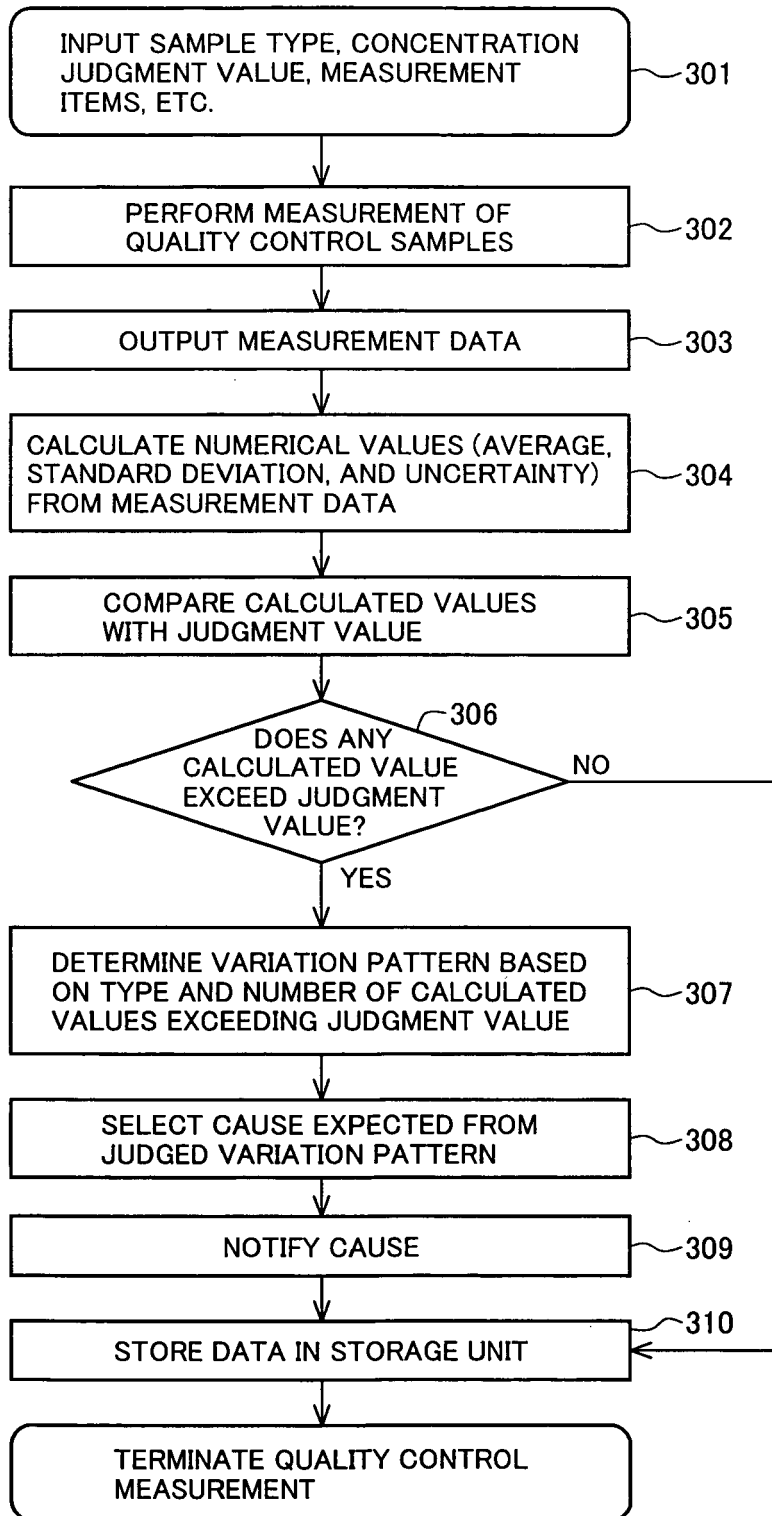 INPUT SAMPLE TYPE, CONCENTRATION
JUDGMENT VALUE, MEASUREMENT
ITEMS, ETC.
301
PERFORM MEASUREMENT OF
QUALITY CONTROL SAMPLES
302
OUTPUT MEASUREMENT DATA
303
CALCULATE NUMERICAL VALUES (AVERAGE,
STANDARD DEVIATION, AND UNCERTAINTY)
FROM MEASUREMENT DATA
304
COMPARE CALCULATED VALUES
WITH JUDGMENT VALUE
305
306
DOES ANY
CALCULATED VALUE
EXCEED JUDGMENT
VALUE?
NO
YES
DETERMINE VARIATION PATTERN BASED
ON TYPE AND NUMBER OF CALCULATED
VALUES EXCEEDING JUDGMENT VALUE
307
SELECT CAUSE EXPECTED FROM
JUDGED VARIATION PATTERN
308
NOTIFY CAUSE
309
310
STORE DATA IN STORAGE UNIT
TERMINATE QUALITY CONTROL
MEASUREMENT